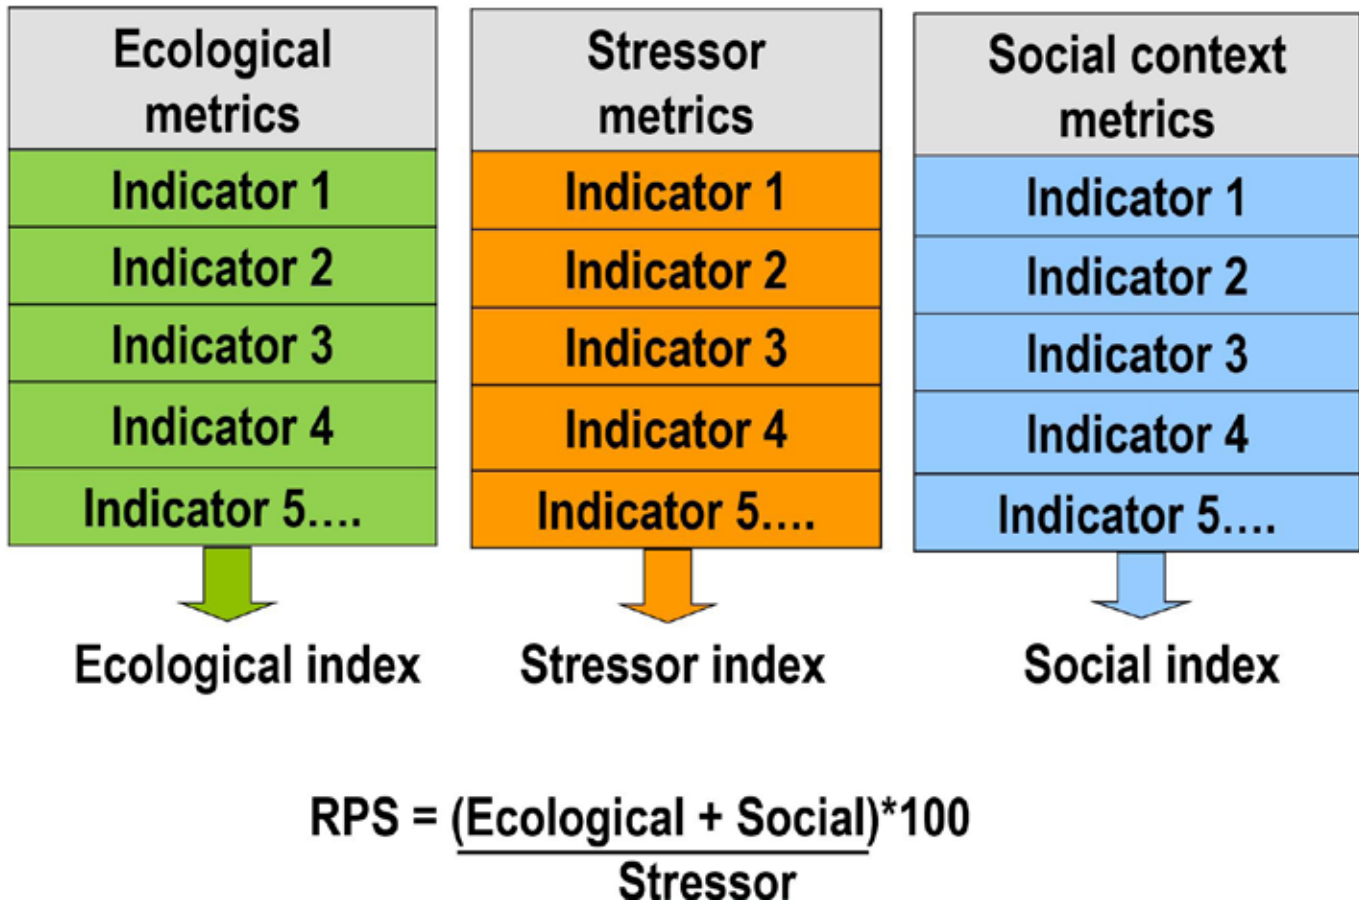 Ecological
metrics
Indicator 1
Indicator 2
Indicator 3
Indicator 4
Indicator 5....
Ecological index
Stressor
metrics
Indicator 1
Indicator 2
Indicator 3
Indicator 4
Indicator 5....
Stressor index
Social context
metrics
Indicator 1
Indicator 2
Indicator 3
Indicator 4
Indicator 5....
Social index
RPS = (Ecological + Social)*100
Stressor